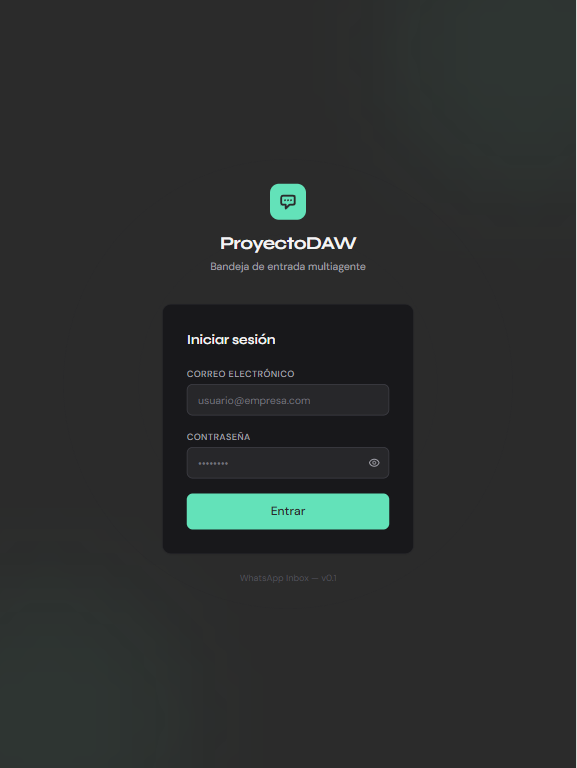 ProyectoDAW
Bandeja de entrada multiagente
Iniciar sesión
CORREO ELECTRÓNICO
usuario@empresa.com
CONTRASEÑA
••••••••
Entrar
WhatsApp Inbox — v0.1